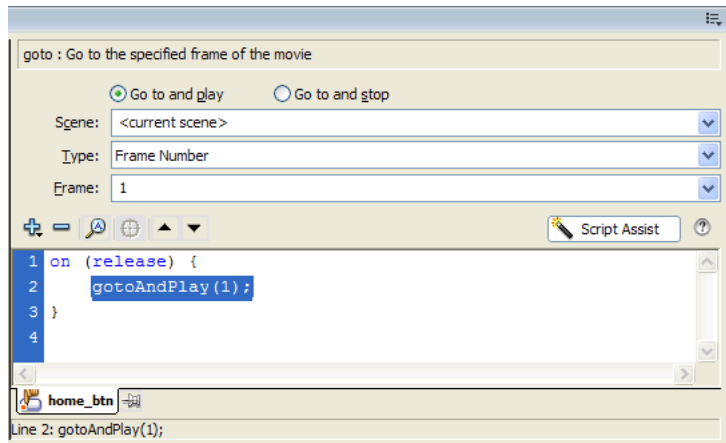 goto : Go to the specified frame of the movie
Go to and play Go to and stop
Scene: <current scene>
Type: Frame Number
Frame: 1
Script Assist ?
1 on (release) {
2 gotoAndPlay(1);
3 }
4
home_btn
Line 2: gotoAndPlay(1);